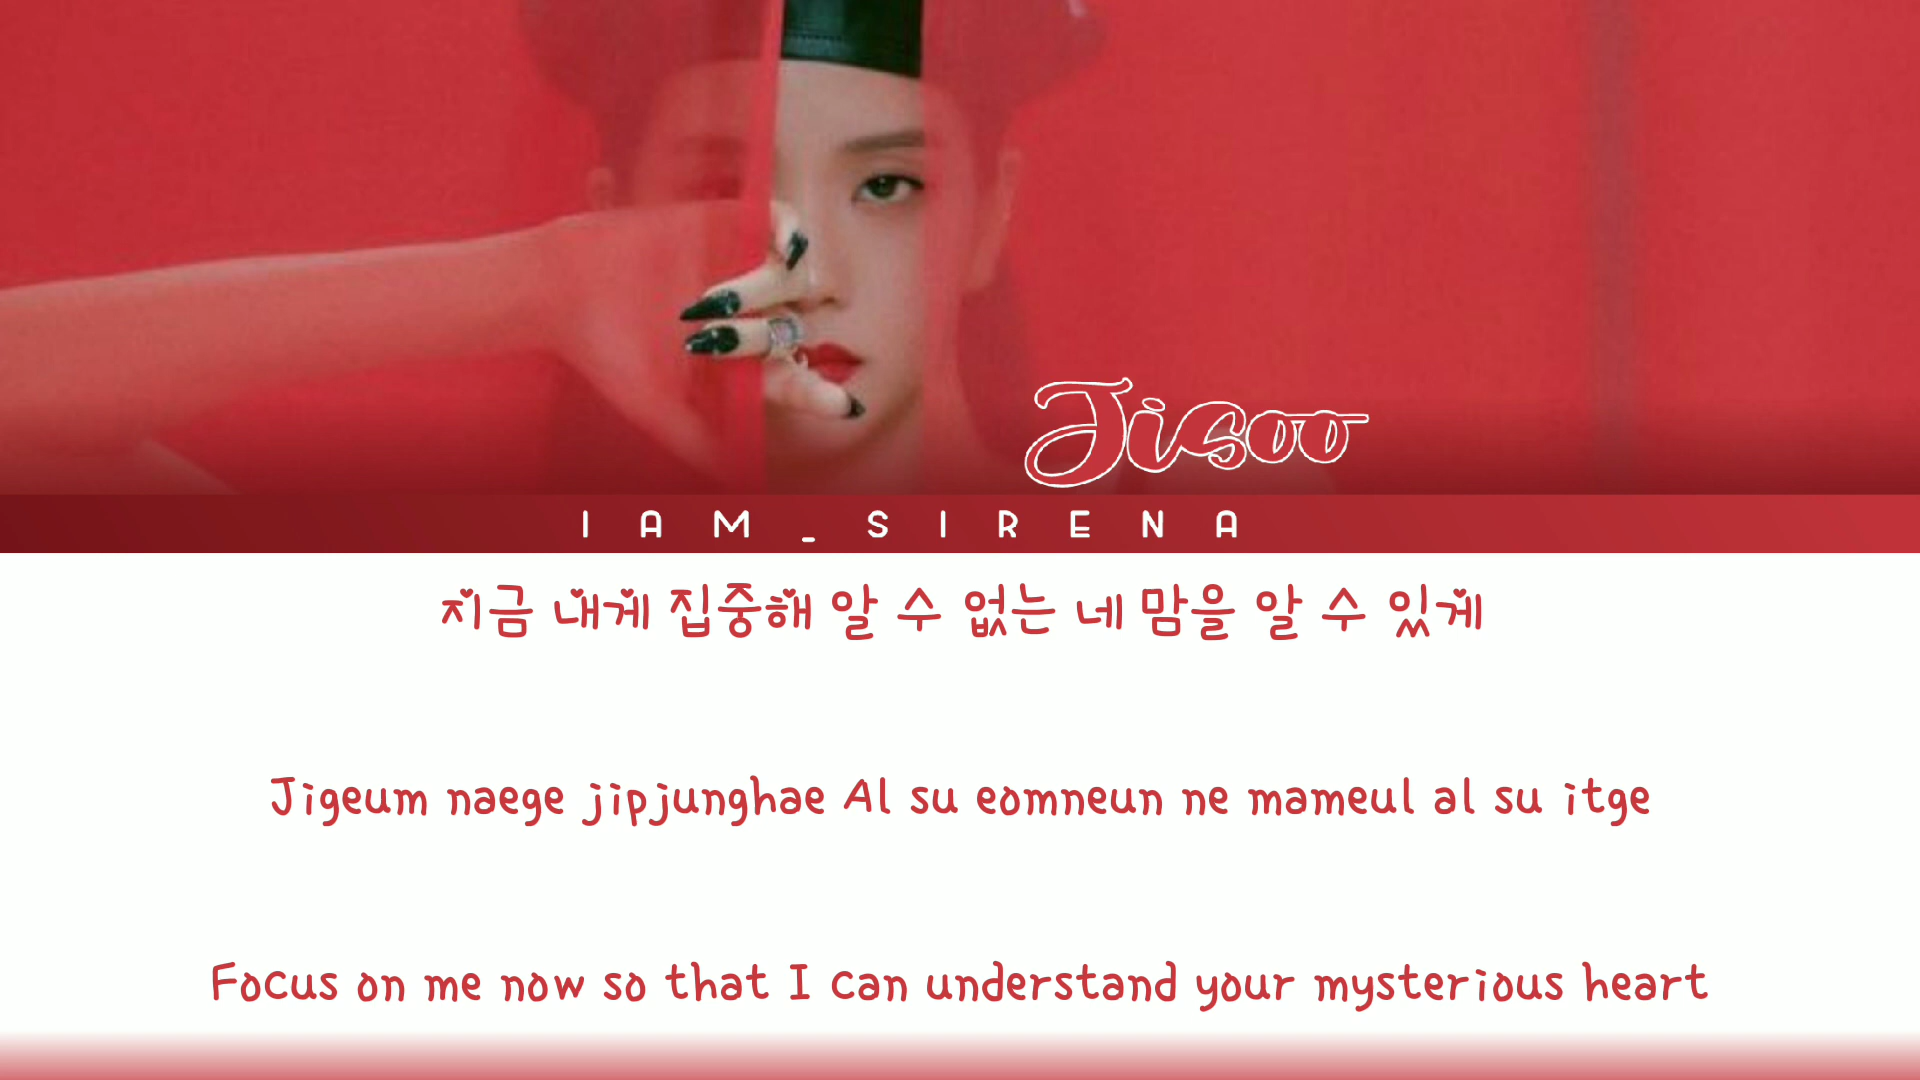 Jisoo
IAM_SIRENA
지금 내게 집중해 알 수 없는 네 맘을 알 수 있게
Jigeum naege jipjunghae Al su eomneun ne mameul al su itge
Focus on me now so that I can understand your mysterious heart